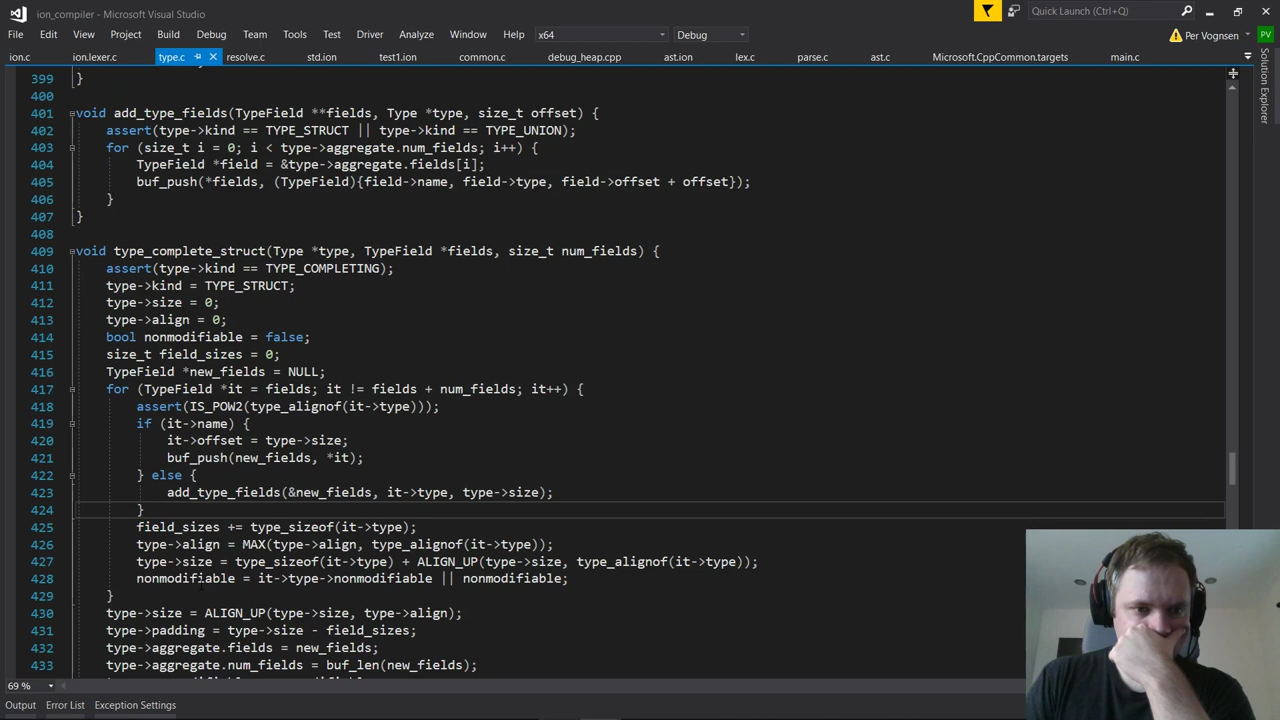 ion_compiler - Microsoft Visual Studio
Quick Launch (Ctrl+Q)
File Edit View Project Build Debug Team Tools Test Driver Analyze Window Help x64 Debug
Per Vognsen PV
ion.c ion.lexer.c type.c resolve.c std.ion test1.ion common.c debug_heap.cpp ast.ion lex.c parse.c ast.c Microsoft.CppCommon.targets main.c
Solution Explorer
399 }
400
401 void add_type_fields(TypeField **fields, Type *type, size_t offset) {
402 assert(type->kind == TYPE_STRUCT || type->kind == TYPE_UNION);
403 for (size_t i = 0; i < type->aggregate.num_fields; i++) {
404 TypeField *field = &type->aggregate.fields[i];
405 buf_push(*fields, (TypeField){field->name, field->type, field->offset + offset});
406 }
407 }
408
409 void type_complete_struct(Type *type, TypeField *fields, size_t num_fields) {
410 assert(type->kind == TYPE_COMPLETING);
411 type->kind = TYPE_STRUCT;
412 type->size = 0;
413 type->align = 0;
414 bool nonmodifiable = false;
415 size_t field_sizes = 0;
416 TypeField *new_fields = NULL;
417 for (TypeField *it = fields; it != fields + num_fields; it++) {
418 assert(IS_POW2(type_alignof(it->type)));
419 if (it->name) {
420 it->offset = type->size;
421 buf_push(new_fields, *it);
422 } else {
423 add_type_fields(&new_fields, it->type, type->size);
424 }
425 field_sizes += type_sizeof(it->type);
426 type->align = MAX(type->align, type_alignof(it->type));
427 type->size = type_sizeof(it->type) + ALIGN_UP(type->size, type_alignof(it->type));
428 nonmodifiable = it->type->nonmodifiable || nonmodifiable;
429 }
430 type->size = ALIGN_UP(type->size, type->align);
431 type->padding = type->size - field_sizes;
432 type->aggregate.fields = new_fields;
433 type->aggregate.num_fields = buf_len(new_fields);
69 %
Output Error List Exception Settings